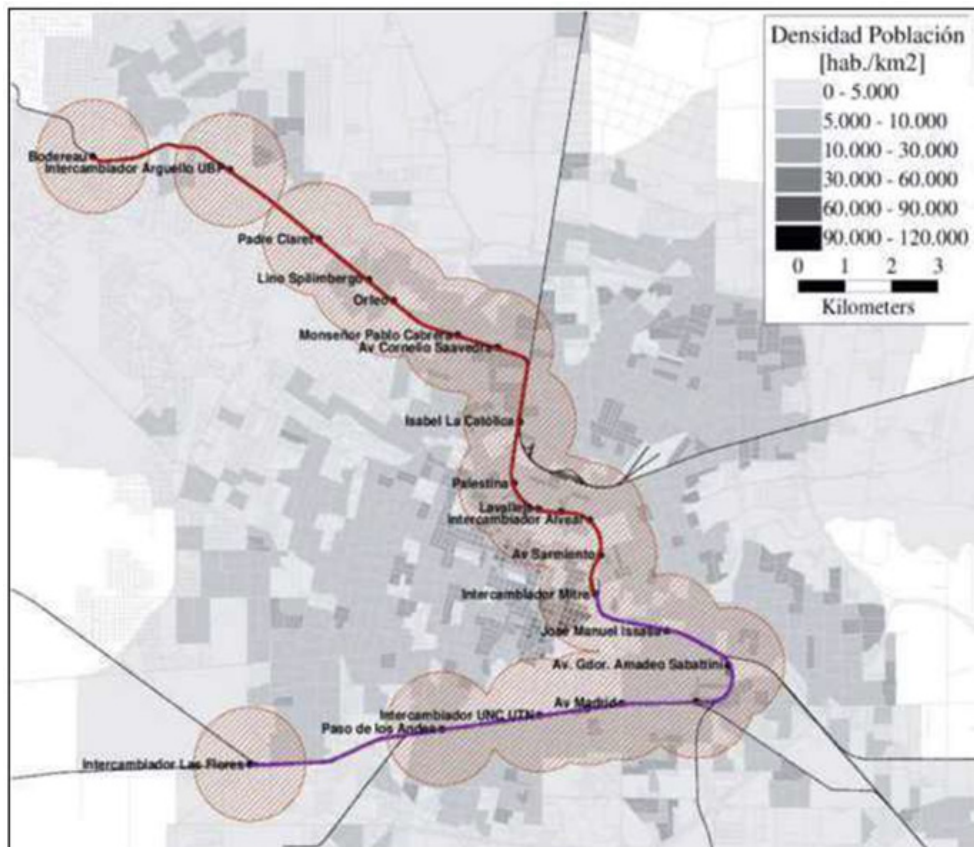 Densidad Población
[hab./km2]
0 - 5.000
5.000 - 10.000
10.000 - 30.000
30.000 - 60.000
60.000 - 90.000
90.000 - 120.000
0 1 2 3
Kilometers
Bodereau
Intercambiador Arguello UBP
Padre Claret
Lino Spilimbergo
Orleo
Monseñor Pablo Cabrera
Av Cornelio Saavedra
Isabel La Católica
Palestina
Lavalleja
Intercambiador Alvear
Av Sarmiento
Intercambiador Mitre
José Manuel Issasa
Av. Gdor. Amadeo Sabattini
Av Madrid
Intercambiador UNC UTN
Paso de los Andes
Intercambiador Las Flores